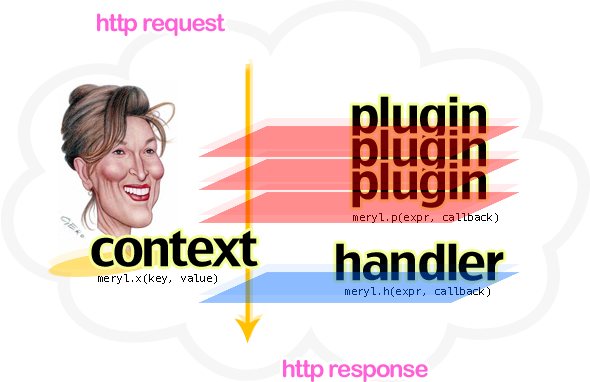 http request
plugin
plugin
plugin
meryl.p(expr, callback)
context
meryl.x(key, value)
handler
meryl.h(expr, callback)
http response